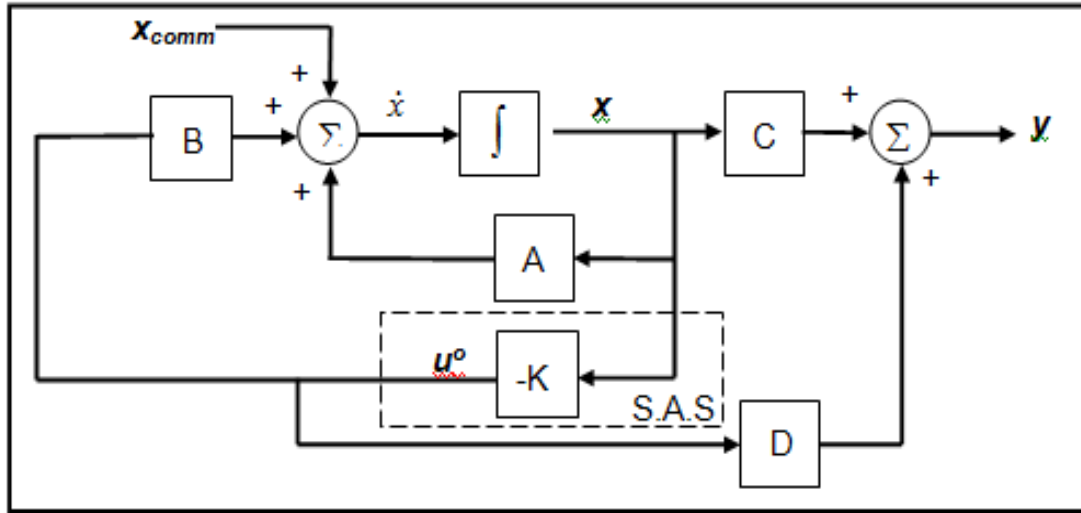 x_comm
+
B
+
Σ
ẋ
∫
x
C
+
Σ
y
+
+
A
u^o
-K
S.A.S
D